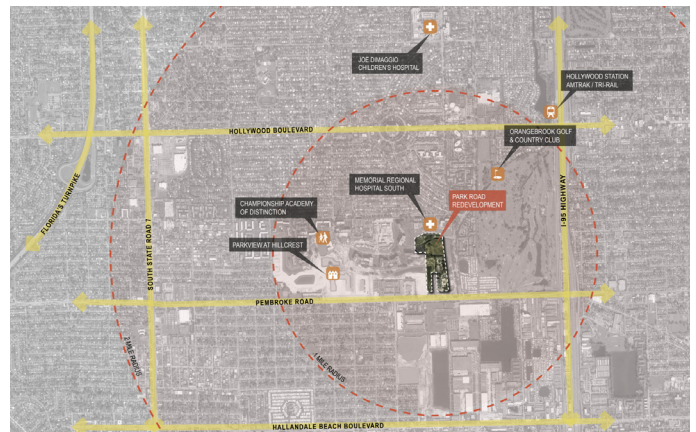 JOE DIMAGGIO
CHILDREN'S HOSPITAL
HOLLYWOOD STATION
AMTRAK / TRI-RAIL
HOLLYWOOD BOULEVARD
ORANGEBROOK GOLF
& COUNTRY CLUB
MEMORIAL REGIONAL
HOSPITAL SOUTH
PARK ROAD
REDEVELOPMENT
CHAMPIONSHIP ACADEMY
OF DISTINCTION
PARKVIEW AT HILLCREST
FLORIDA'S TURNPIKE
SOUTH STATE ROAD 7
I-95 HIGHWAY
PEMBROKE ROAD
2 MILE RADIUS
1 MILE RADIUS
HALLANDALE BEACH BOULEVARD